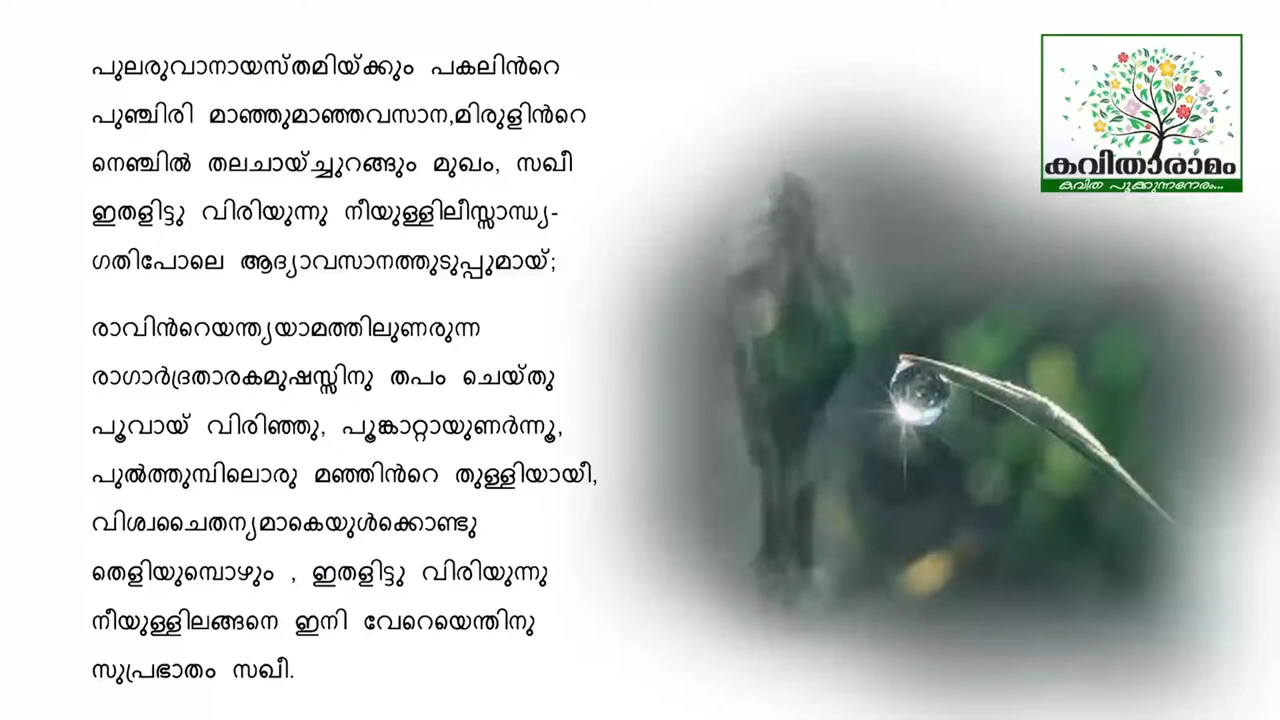 പുലരുവാനായസ്തമിയ്ക്കും പകലിൻറെ
പുഞ്ചിരി മാഞ്ഞുമാഞ്ഞവസാന,മിരുളിൻറെ
നെഞ്ചിൽ തലചായ്ച്ചുറങ്ങും മുഖം, സഖീ
ഇതളിട്ടു വിരിയുന്നു നീയുള്ളിലീസ്സാന്ധ്യ-
ഗതിപോലെ ആദ്യാവസാനത്തുടുപ്പുമായ്;
രാവിൻറെയന്ത്യയാമത്തിലുണരുന്ന
രാഗാർദ്രതാരകമുഷസ്സിനു തപം ചെയ്തു
പൂവായ് വിരിഞ്ഞു, പൂങ്കാറ്റായുണർന്നൂ,
പുൽത്തുമ്പിലൊരു മഞ്ഞിൻറെ തുള്ളിയായീ,
വിശ്വചൈതന്യമാകെയുൾക്കൊണ്ടു
തെളിയുമ്പൊഴും , ഇതളിട്ടു വിരിയുന്നു
നീയുള്ളിലങ്ങനെ ഇനി വേറെയെന്തിനു
സുപ്രഭാതം സഖീ.
കവിതാരാമം
കവിത പൂക്കുന്നനേരം...